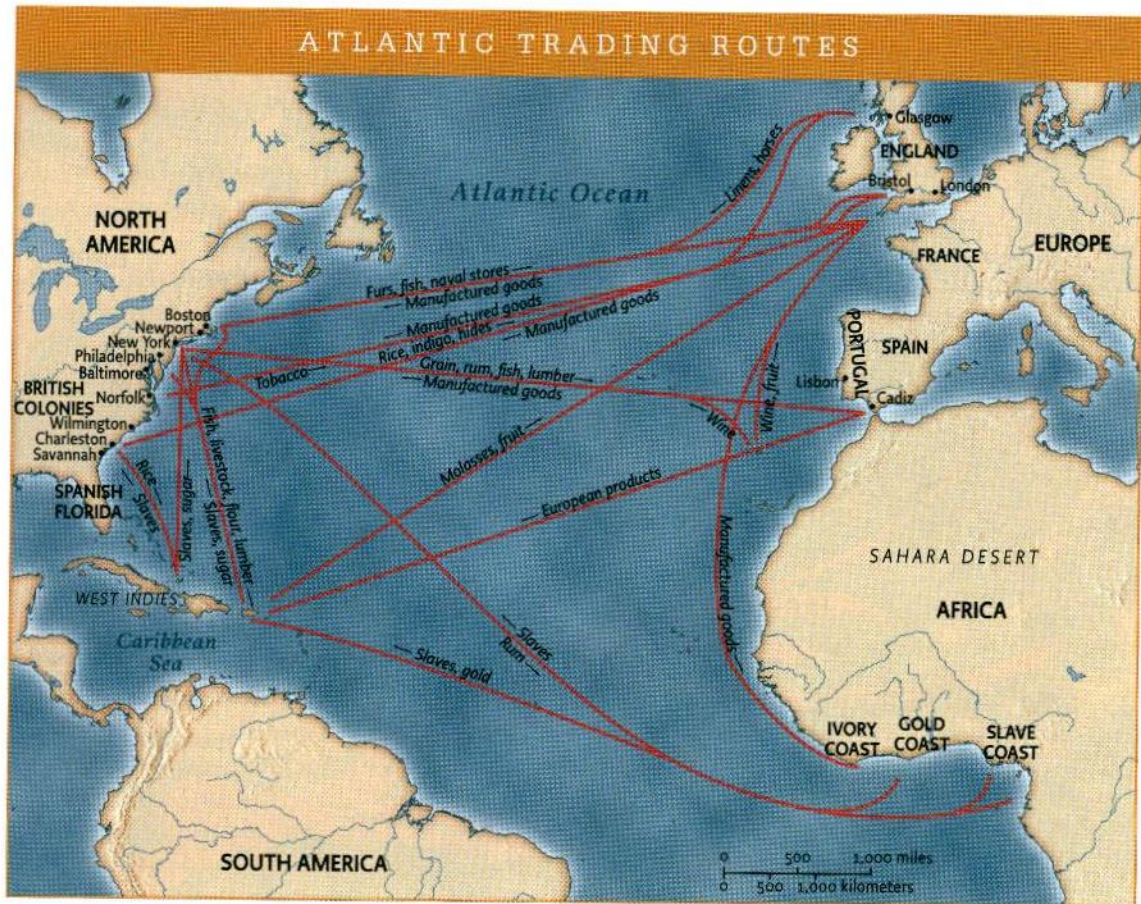 ATLANTIC TRADING ROUTES
Glasgow
ENGLAND
Bristol
London
Linens, horses
Atlantic Ocean
NORTH
AMERICA
FRANCE
EUROPE
Furs, fish, naval stores
Manufactured goods
Boston
Newport
New York
Philadelphia
Baltimore
Manufactured goods
Rice, indigo, hides
Manufactured goods
PORTUGAL
SPAIN
Grain, rum, fish, lumber
Manufactured goods
Tobacco
Lisbon
Cadiz
BRITISH
COLONIES
Norfolk
Wilmington
Charleston
Savannah
Wine
Wine, fruit
Molasses, fruit
European products
SPANISH
FLORIDA
Rice
Slaves
Slaves, sugar
Fish, livestock, flour, lumber
Slaves, sugar
Manufactured goods
SAHARA DESERT
AFRICA
WEST INDIES
Caribbean
Sea
Slaves
Rum
Slaves, gold
IVORY
COAST
GOLD
COAST
SLAVE
COAST
SOUTH AMERICA
0 500 1,000 miles
0 500 1,000 kilometers